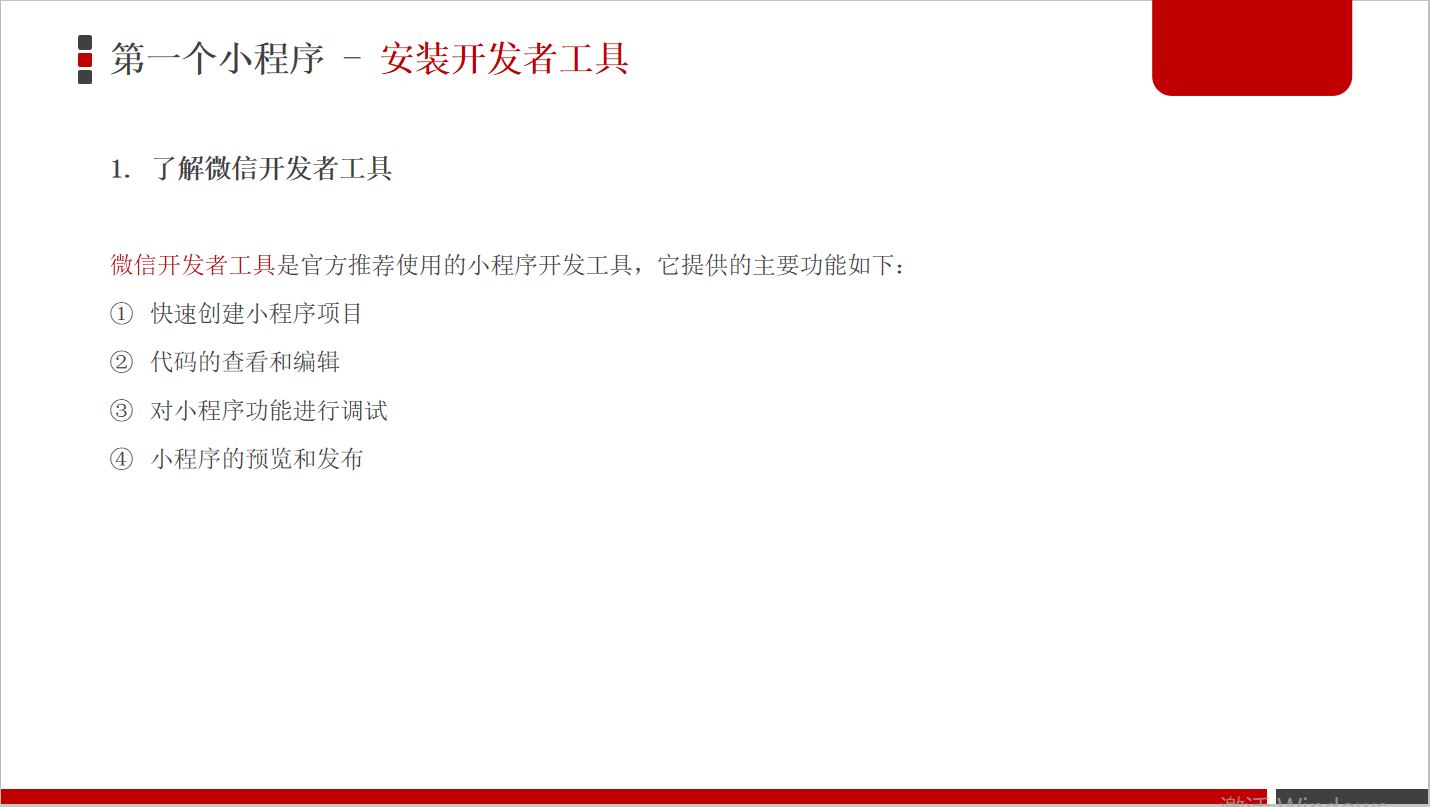 第一个小程序 - 安装开发者工具
1. 了解微信开发者工具
微信开发者工具是官方推荐使用的小程序开发工具，它提供的主要功能如下：
① 快速创建小程序项目
② 代码的查看和编辑
③ 对小程序功能进行调试
④ 小程序的预览和发布
激活 Windows